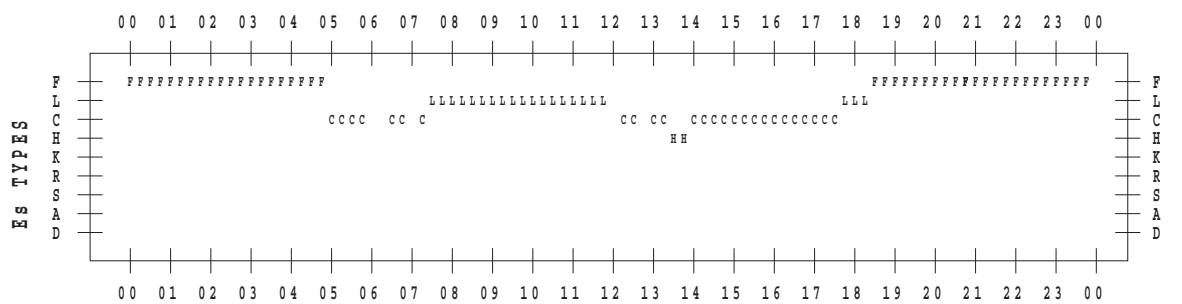 00 01 02 03 04 05 06 07 08 09 10 11 12 13 14 15 16 17 18 19 20 21 22 23 00
F FFFFFFFFFFFFFFFFFFFF FFFFFFFFFFFFFFFFFFFFFF F
L LLLLLLLLLLLLLLLLLL LLL L
C CCCC CC C CC CC CCCCCCCCCCCCCCC C
H HH H
K K
R R
S S
A A
D D
Es TYPES
00 01 02 03 04 05 06 07 08 09 10 11 12 13 14 15 16 17 18 19 20 21 22 23 00